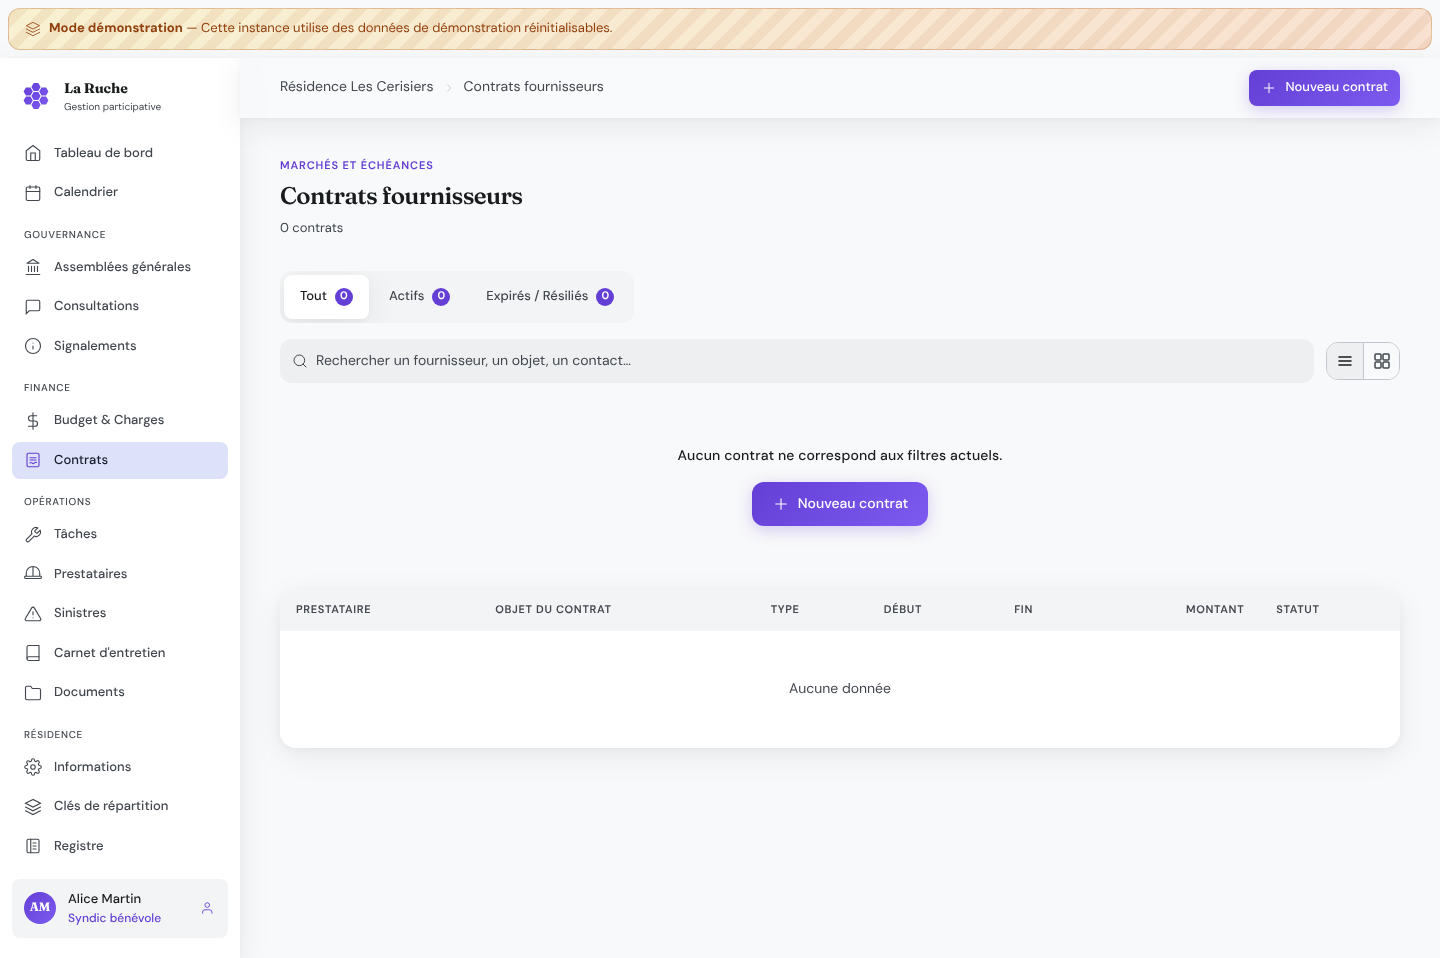 Mode démonstration — Cette instance utilise des données de démonstration réinitialisables.
La Ruche
Gestion participative
Tableau de bord
Calendrier
GOUVERNANCE
Assemblées générales
Consultations
Signalements
FINANCE
Budget & Charges
Contrats
OPÉRATIONS
Tâches
Prestataires
Sinistres
Carnet d'entretien
Documents
RÉSIDENCE
Informations
Clés de répartition
Registre
AM
Alice Martin
Syndic bénévole
Résidence Les Cerisiers > Contrats fournisseurs
+ Nouveau contrat
MARCHÉS ET ÉCHÉANCES
Contrats fournisseurs
0 contrats
Tout 0 Actifs 0 Expirés / Résiliés 0
Rechercher un fournisseur, un objet, un contact...
Aucun contrat ne correspond aux filtres actuels.
+ Nouveau contrat
PRESTATAIRE OBJET DU CONTRAT TYPE DÉBUT FIN MONTANT STATUT
Aucune donnée